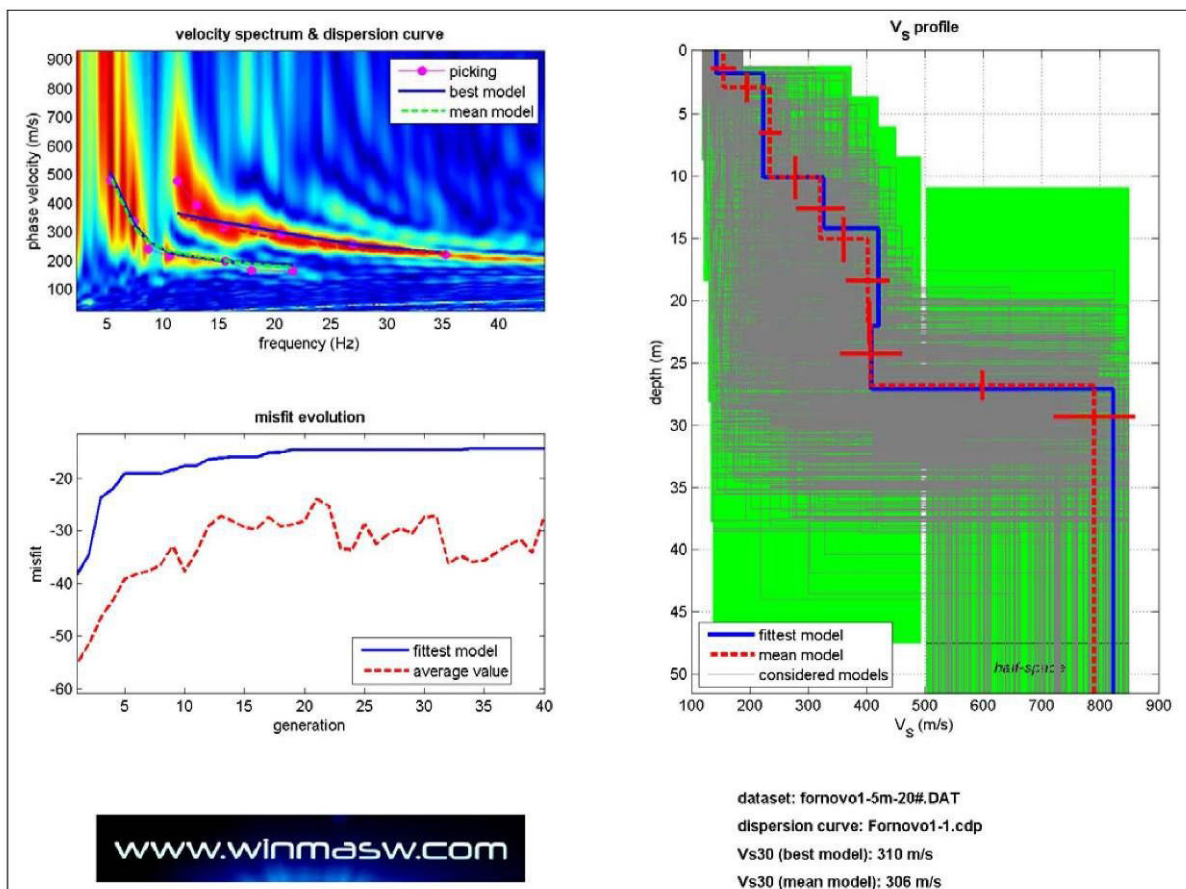 velocity spectrum & dispersion curve
900
800
700
600
500
400
300
200
100
phase velocity (m/s)
picking
best model
mean model
5 10 15 20 25 30 35 40
frequency (Hz)
misfit evolution
-20
-30
-40
-50
-60
misfit
fittest model
average value
5 10 15 20 25 30 35 40
generation
www.winmasw.com
VS profile
0
5
10
15
20
25
30
35
40
45
50
depth (m)
fittest model
mean model
considered models
half-space
100 200 300 400 500 600 700 800 900
VS (m/s)
dataset: fornovo1-5m-20#.DAT
dispersion curve: Fornovo1-1.cdp
Vs30 (best model): 310 m/s
Vs30 (mean model): 306 m/s